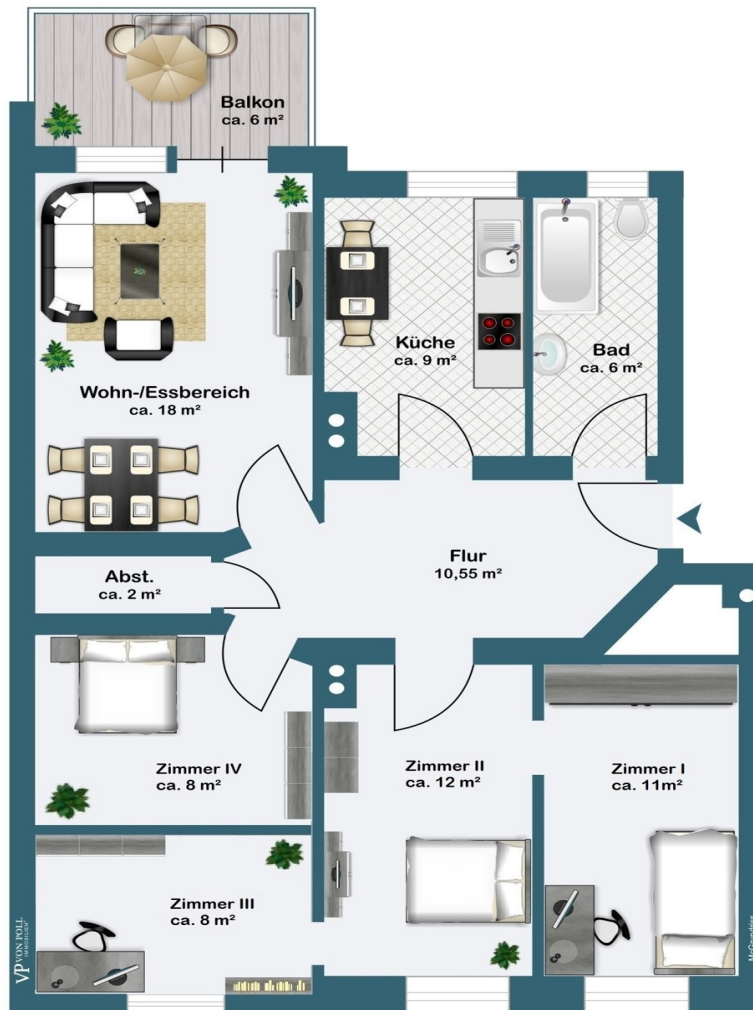 Balkon
ca. 6 m²
Küche
ca. 9 m²
Bad
ca. 6 m²
Wohn-/Essbereich
ca. 18 m²
Flur
10,55 m²
Abst.
ca. 2 m²
Zimmer IV
ca. 8 m²
Zimmer II
ca. 12 m²
Zimmer I
ca. 11m²
Zimmer III
ca. 8 m²
VP VON POLL
IMMOBILIEN
McGrundriss